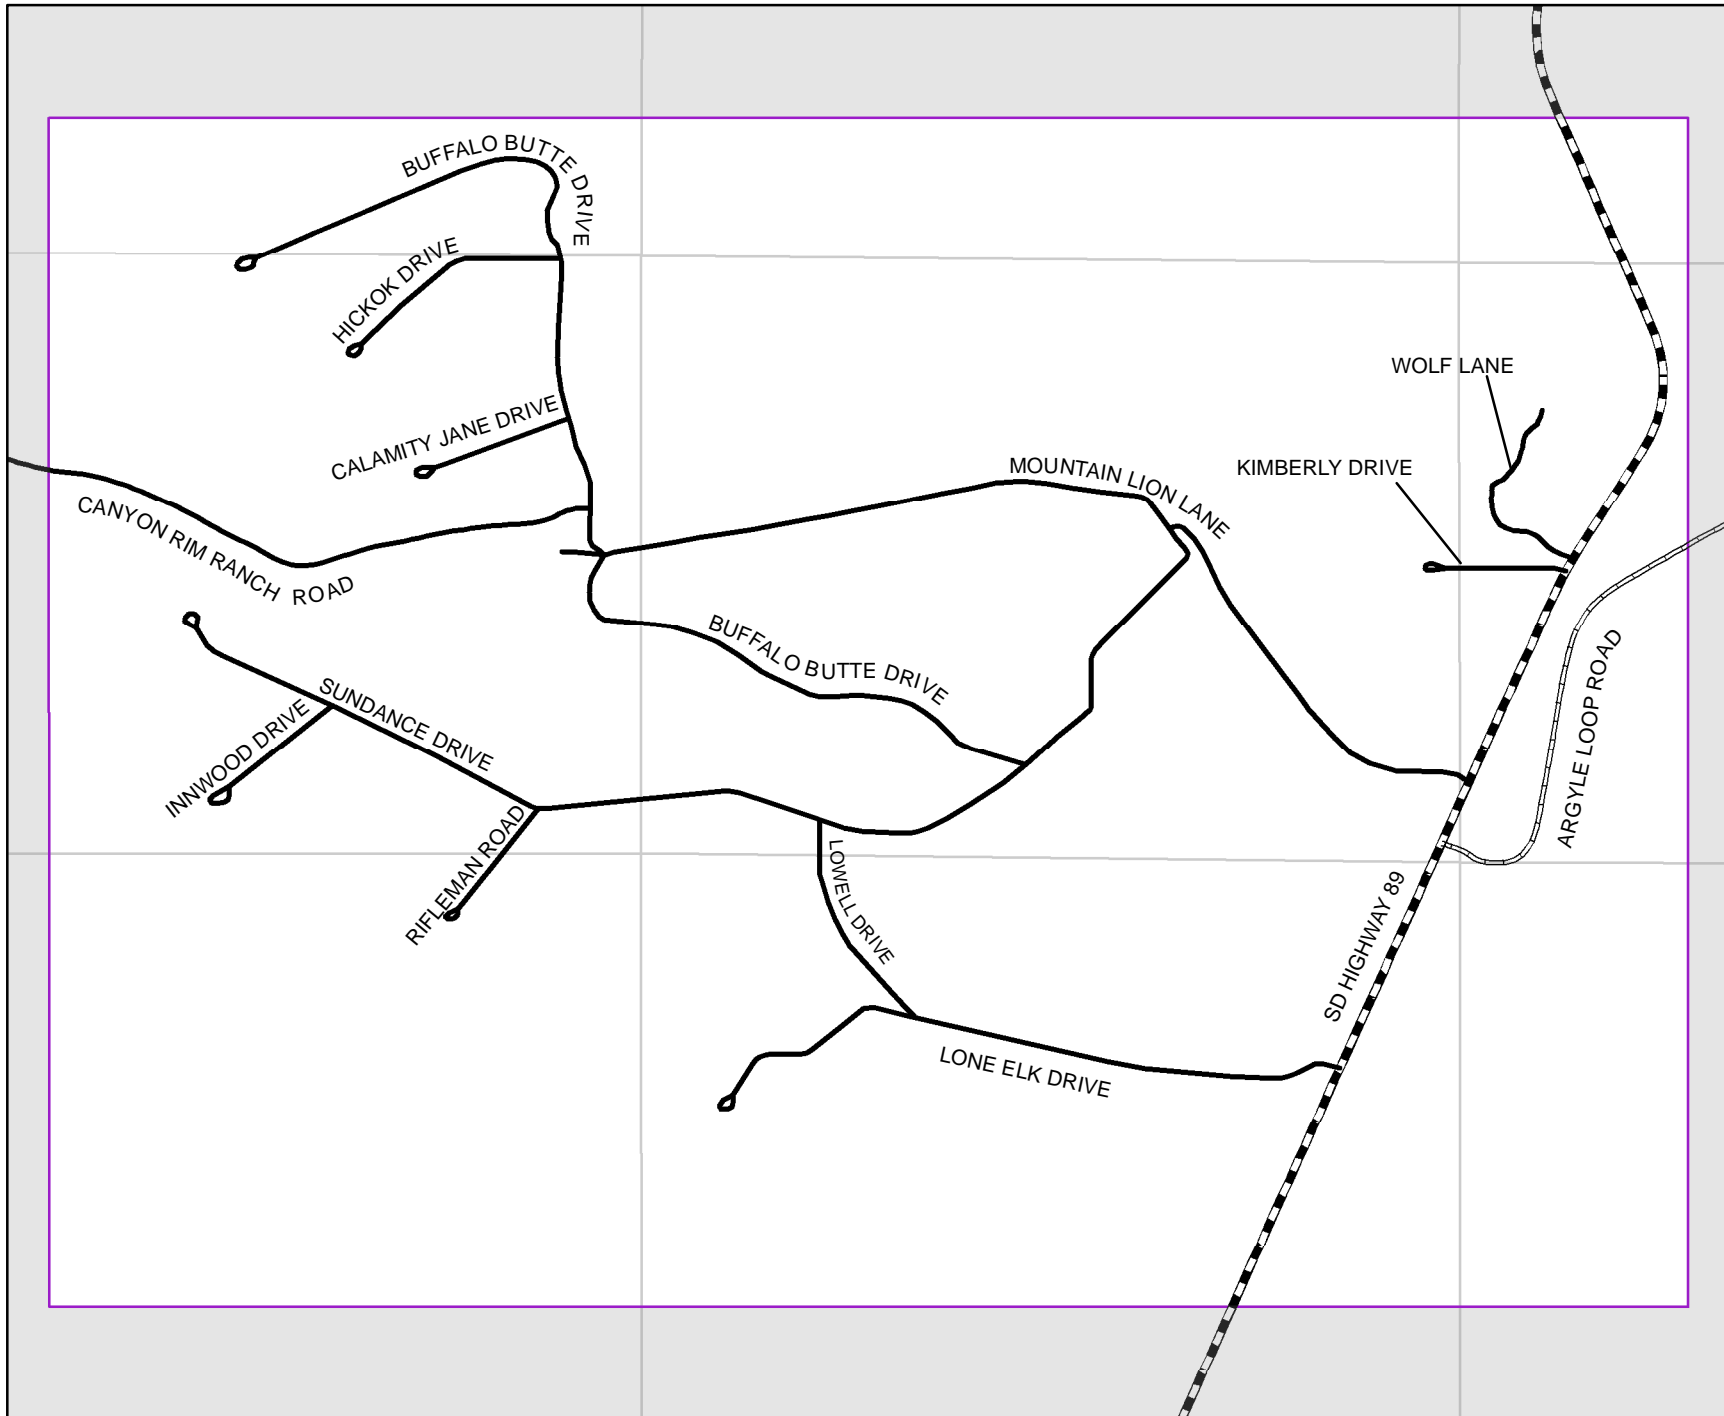 BUFFALO BUTTE DRIVE
HICKOK DRIVE
WOLF LANE
CALAMITY JANE DRIVE
MOUNTAIN LION LANE
KIMBERLY DRIVE
CANYON RIM RANCH ROAD
BUFFALO BUTTE DRIVE
SUNDANCE DRIVE
INNWOOD DRIVE
ARGYLE LOOP ROAD
RIFLEMAN ROAD
LOWELL DRIVE
SD HIGHWAY 89
LONE ELK DRIVE